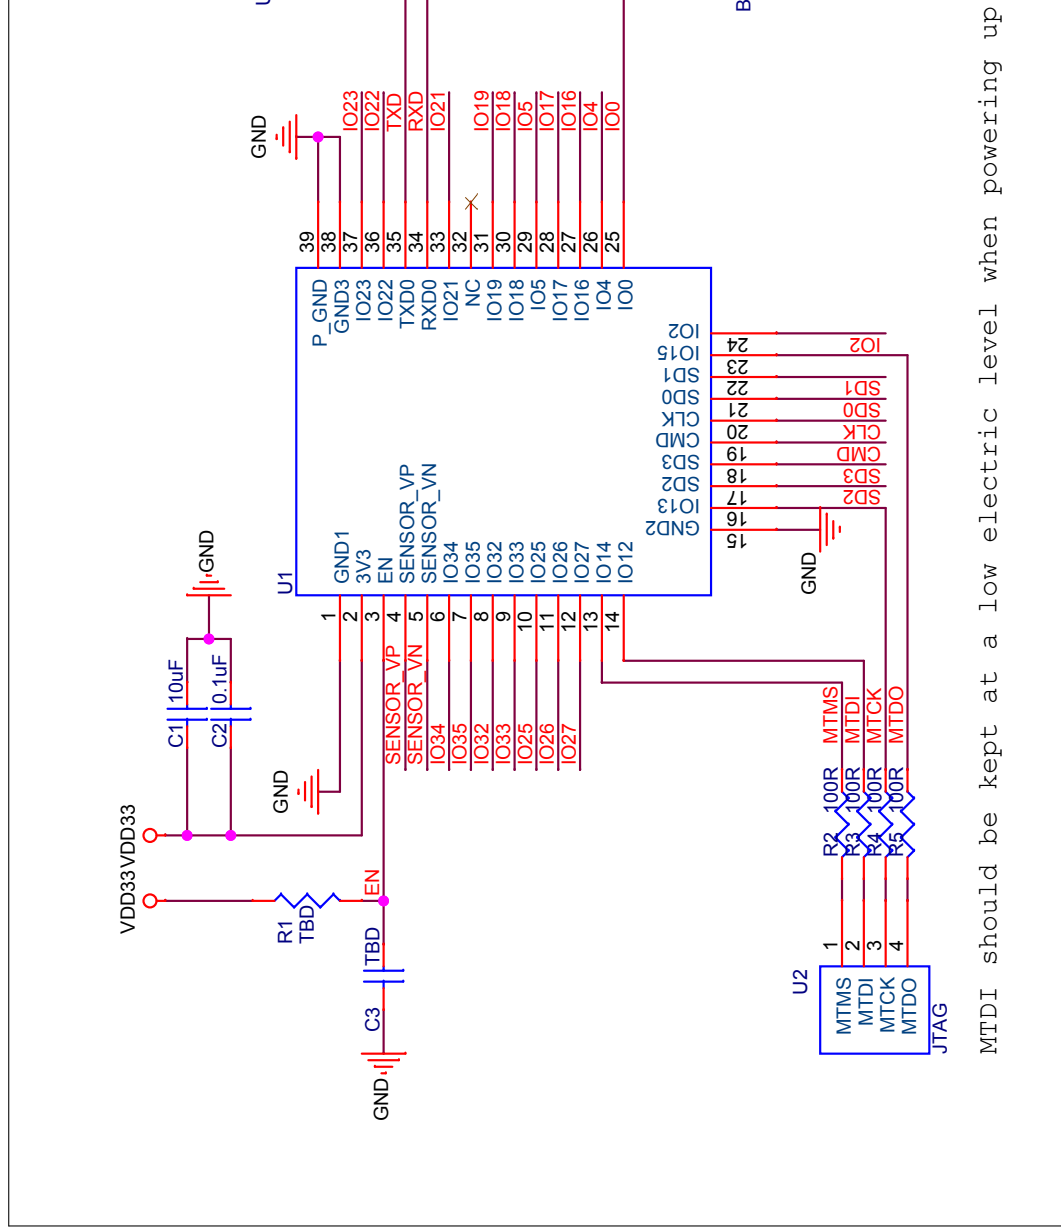 VDD33
VDD33
C1
10uF
C2
0.1uF
GND
R1
TBD
EN
C3
TBD
GND
GND
U1
1
2
3
4
5
6
7
8
9
10
11
12
13
14
SENSOR_VP
SENSOR_VN
IO34
IO35
IO32
IO33
IO25
IO26
IO27
GND1
3V3
EN
SENSOR_VP
SENSOR_VN
IO34
IO35
IO32
IO33
IO25
IO26
IO27
IO14
IO12
P_GND
GND3
IO23
IO22
TXD0
RXD0
IO21
NC
IO19
IO18
IO5
IO17
IO16
IO4
IO0
39
38
37
36
35
34
33
32
31
30
29
28
27
26
25
GND
IO23
IO22
TXD
RXD
IO21
IO19
IO18
IO5
IO17
IO16
IO4
IO0
GND2
IO13
SD2
SD3
CMD
CLK
SD0
SD1
IO15
IO2
15
16
17
18
19
20
21
22
23
24
GND
SD2
SD3
CMD
CLK
SD0
SD1
IO2
U2
MTMS
MTDI
MTCK
MTDO
JTAG
1
2
3
4
R2
100R
R3
100R
R4
100R
R5
100R
MTMS
MTDI
MTCK
MTDO
MTDI should be kept at a low electric level when powering up